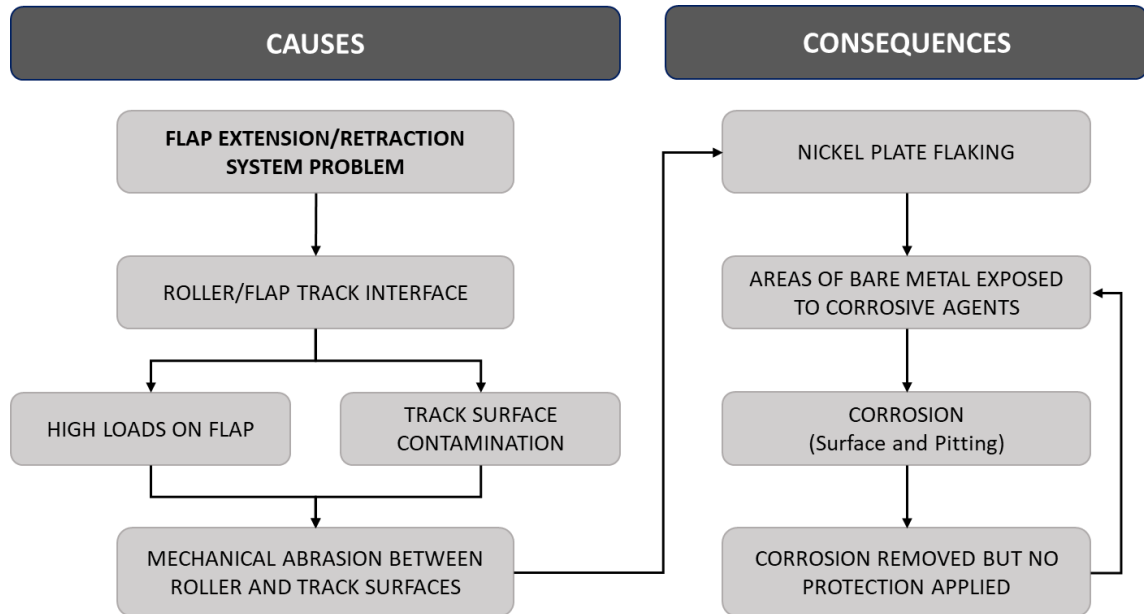 CAUSES
FLAP EXTENSION/RETRACTION
SYSTEM PROBLEM
ROLLER/FLAP TRACK INTERFACE
HIGH LOADS ON FLAP
TRACK SURFACE
CONTAMINATION
MECHANICAL ABRASION BETWEEN
ROLLER AND TRACK SURFACES
CONSEQUENCES
NICKEL PLATE FLAKING
AREAS OF BARE METAL EXPOSED
TO CORROSIVE AGENTS
CORROSION
(Surface and Pitting)
CORROSION REMOVED BUT NO
PROTECTION APPLIED